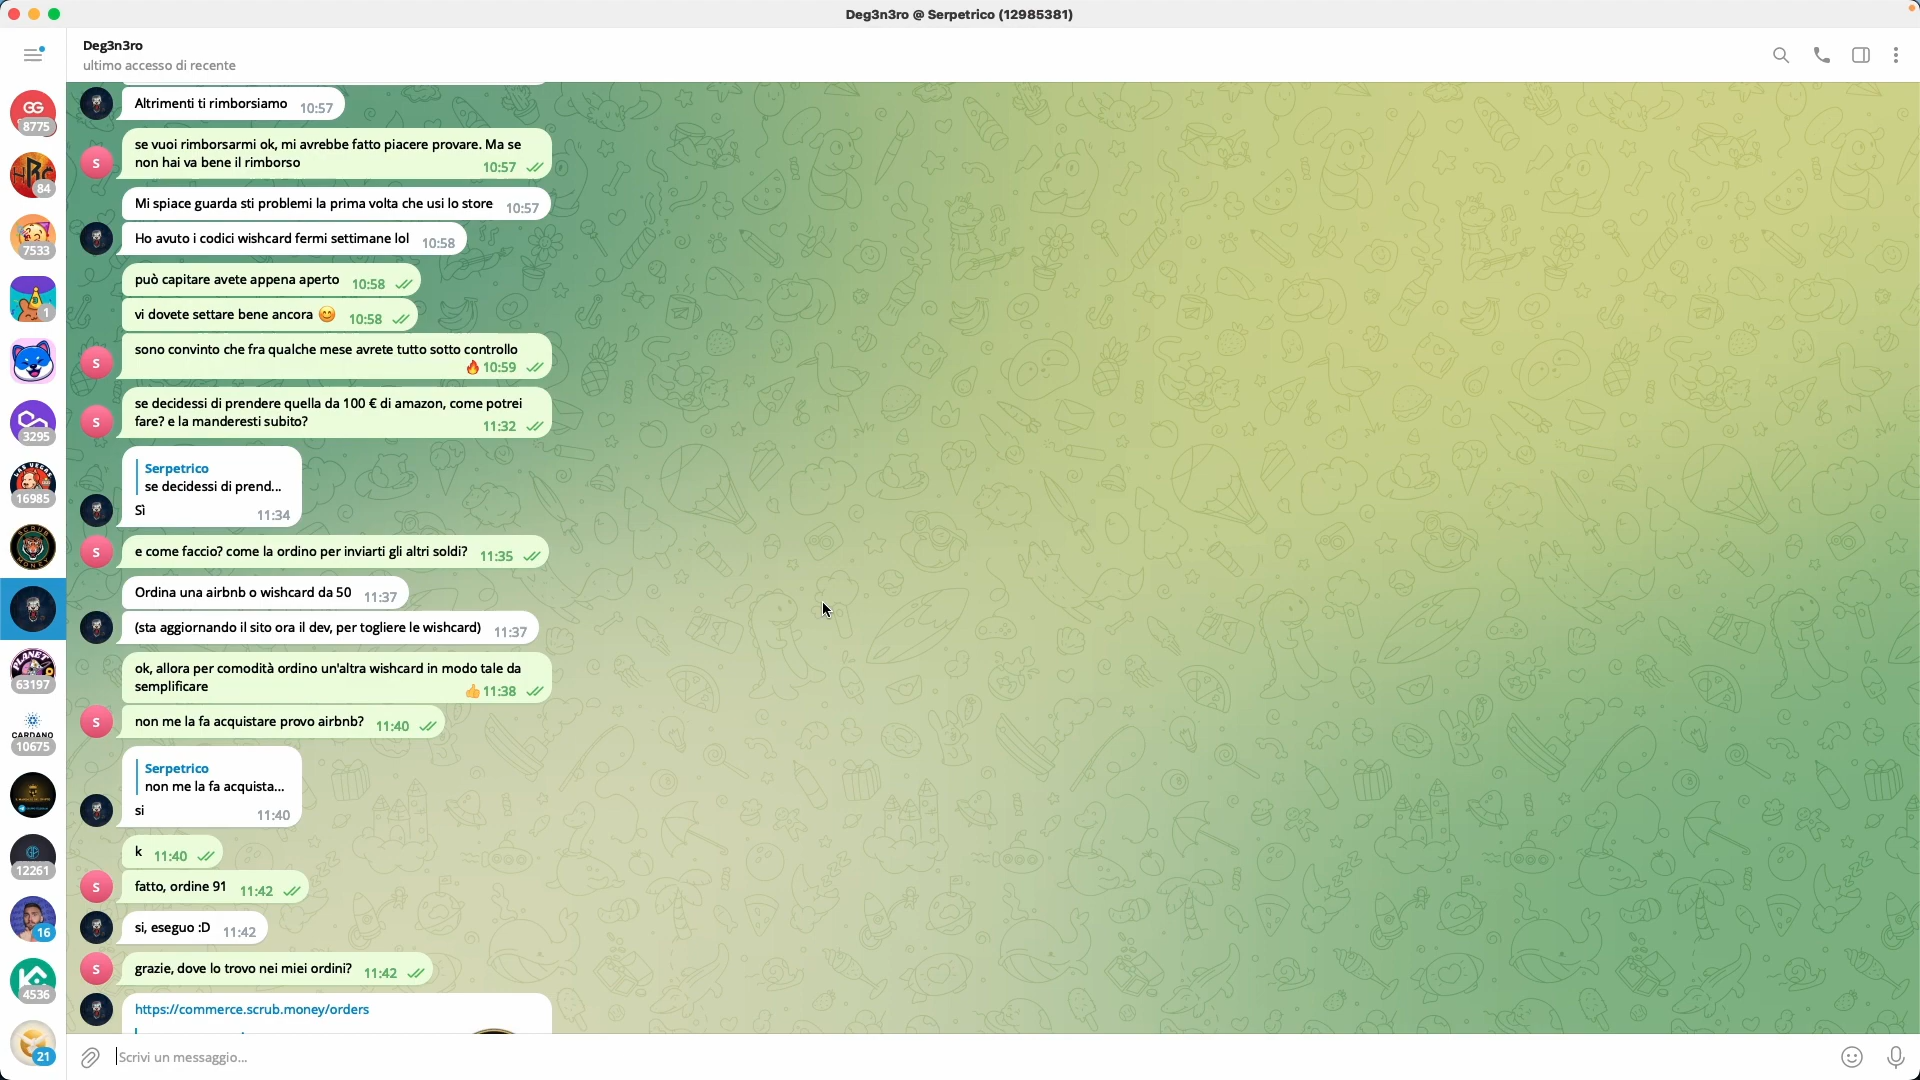 Deg3n3ro @ Serpetrico (12985381)
Deg3n3ro
ultimo accesso di recente
GG
8775
84
7533
1
3295
LAS VEGAS
16985
SCRUB
MONEY
PLANET
63197
CARDANO
10675
12261
16
4536
21
Altrimenti ti rimborsiamo 10:57
S
se vuoi rimborsarmi ok, mi avrebbe fatto piacere provare. Ma se
non hai va bene il rimborso 10:57
Mi spiace guarda sti problemi la prima volta che usi lo store 10:57
Ho avuto i codici wishcard fermi settimane lol 10:58
può capitare avete appena aperto 10:58
vi dovete settare bene ancora 😊 10:58
S
sono convinto che fra qualche mese avrete tutto sotto controllo
🔥 10:59
S
se decidessi di prendere quella da 100 € di amazon, come potrei
fare? e la manderesti subito? 11:32
Serpetrico
se decidessi di prend...
Sì 11:34
S
e come faccio? come la ordino per inviarti gli altri soldi? 11:35
Ordina una airbnb o wishcard da 50 11:37
(sta aggiornando il sito ora il dev, per togliere le wishcard) 11:37
ok, allora per comodità ordino un'altra wishcard in modo tale da
semplificare 👍 11:38
S
non me la fa acquistare provo airbnb? 11:40
Serpetrico
non me la fa acquista...
si 11:40
k 11:40
S
fatto, ordine 91 11:42
si, eseguo :D 11:42
S
grazie, dove lo trovo nei miei ordini? 11:42
https://commerce.scrub.money/orders
Scrivi un messaggio...